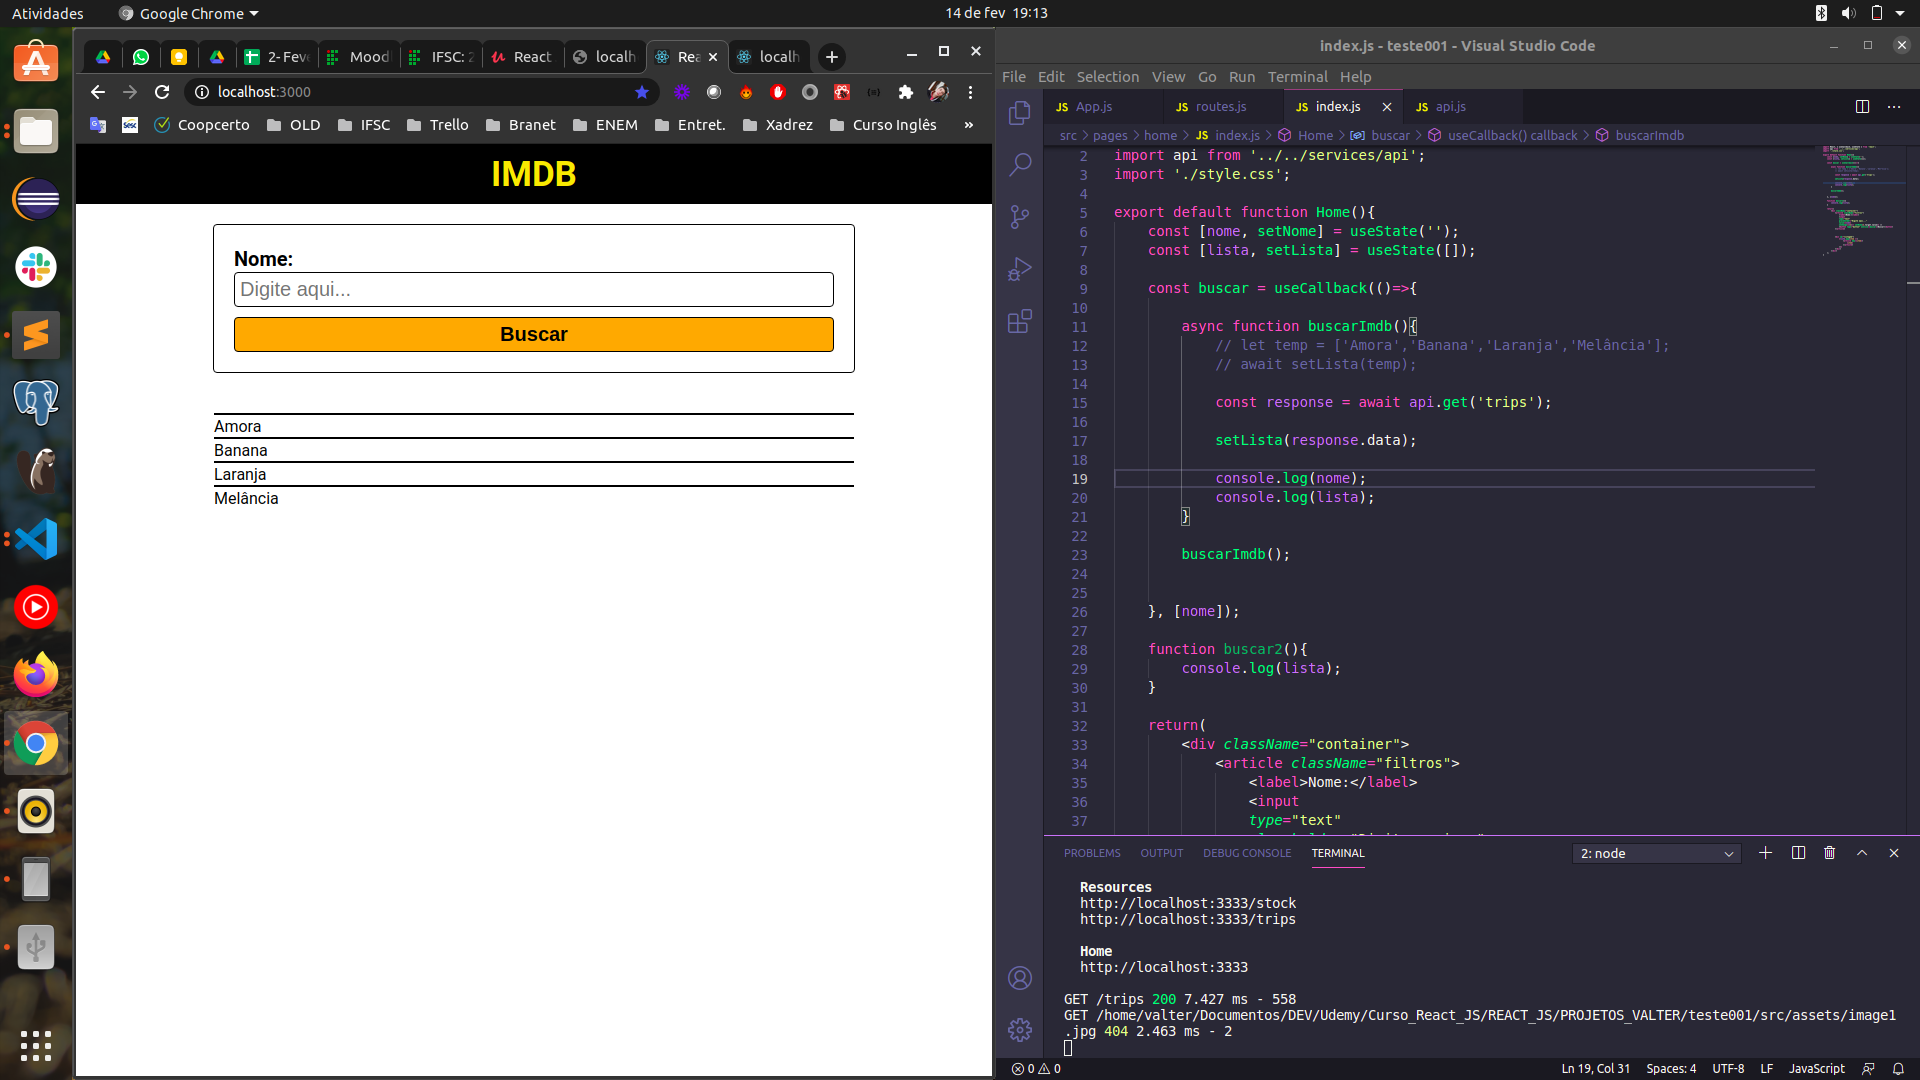 Atividades
Google Chrome
14 de fev 19:13
2- Feve
Mood
IFSC: 2
React
localh
Rea
localh
localhost:3000
Coopcerto
OLD
IFSC
Trello
Branet
ENEM
Entret.
Xadrez
Curso Inglês
»
IMDB
Nome:
Digite aqui...
Buscar
Amora
Banana
Laranja
Melância
index.js - teste001 - Visual Studio Code
File Edit Selection View Go Run Terminal Help
JS App.js
JS routes.js
JS index.js
JS api.js
src > pages > home > JS index.js > Home > buscar > useCallback() callback > buscarImdb
2 import api from '../../services/api';
3 import './style.css';
4
5 export default function Home(){
6 const [nome, setNome] = useState('');
7 const [lista, setLista] = useState([]);
8
9 const buscar = useCallback(()=>{
10
11 async function buscarImdb(){
12 // let temp = ['Amora','Banana','Laranja','Melância'];
13 // await setLista(temp);
14
15 const response = await api.get('trips');
16
17 setLista(response.data);
18
19 console.log(nome);
20 console.log(lista);
21 }
22
23 buscarImdb();
24
25
26 }, [nome]);
27
28 function buscar2(){
29 console.log(lista);
30 }
31
32 return(
33 <div className="container">
34 <article className="filtros">
35 <label>Nome:</label>
36 <input
37 type="text"
PROBLEMS OUTPUT DEBUG CONSOLE TERMINAL
2: node
Resources
http://localhost:3333/stock
http://localhost:3333/trips
Home
http://localhost:3333
GET /trips 200 7.427 ms - 558
GET /home/valter/Documentos/DEV/Udemy/Curso_React_JS/REACT_JS/PROJETOS_VALTER/teste001/src/assets/image1
.jpg 404 2.463 ms - 2
0 0
Ln 19, Col 31
Spaces: 4
UTF-8
LF
JavaScript